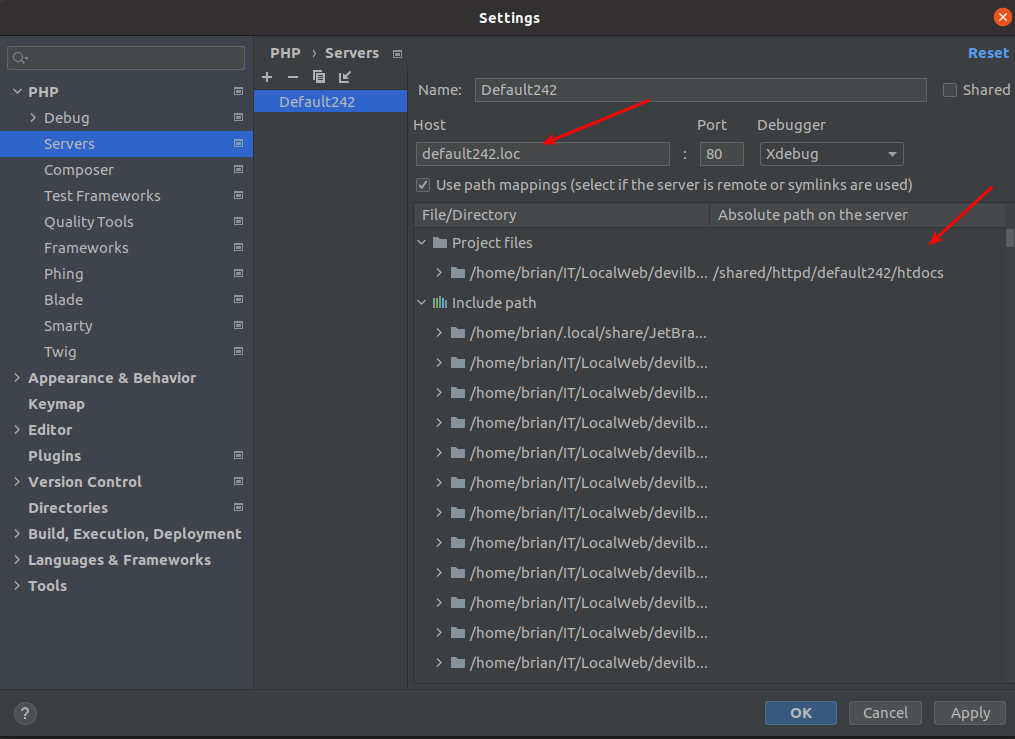 Settings
PHP › Servers
Reset
PHP
Debug
Servers
Composer
Test Frameworks
Quality Tools
Frameworks
Phing
Blade
Smarty
Twig
Appearance & Behavior
Keymap
Editor
Plugins
Version Control
Directories
Build, Execution, Deployment
Languages & Frameworks
Tools
Default242
Name: Default242 Shared
Host Port Debugger
default242.loc : 80 Xdebug
Use path mappings (select if the server is remote or symlinks are used)
File/Directory Absolute path on the server
Project files
/home/brian/IT/LocalWeb/devilb... /shared/httpd/default242/htdocs
Include path
/home/brian/.local/share/JetBra...
/home/brian/IT/LocalWeb/devilb...
/home/brian/IT/LocalWeb/devilb...
/home/brian/IT/LocalWeb/devilb...
/home/brian/IT/LocalWeb/devilb...
/home/brian/IT/LocalWeb/devilb...
/home/brian/IT/LocalWeb/devilb...
/home/brian/IT/LocalWeb/devilb...
/home/brian/IT/LocalWeb/devilb...
/home/brian/IT/LocalWeb/devilb...
/home/brian/IT/LocalWeb/devilb...
/home/brian/IT/LocalWeb/devilb...
? OK Cancel Apply